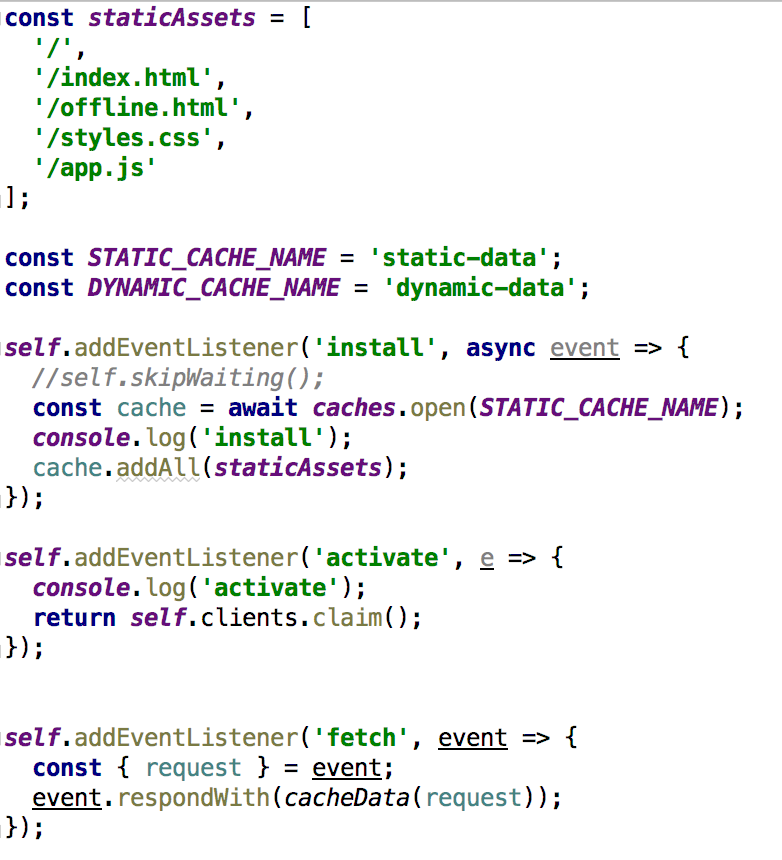 const staticAssets = [
  '/',
  '/index.html',
  '/offline.html',
  '/styles.css',
  '/app.js'
];
const STATIC_CACHE_NAME = 'static-data';
const DYNAMIC_CACHE_NAME = 'dynamic-data';
self.addEventListener('install', async event => {
  //self.skipWaiting();
  const cache = await caches.open(STATIC_CACHE_NAME);
  console.log('install');
  cache.addAll(staticAssets);
});
self.addEventListener('activate', e => {
  console.log('activate');
  return self.clients.claim();
});
self.addEventListener('fetch', event => {
  const { request } = event;
  event.respondWith(cacheData(request));
});